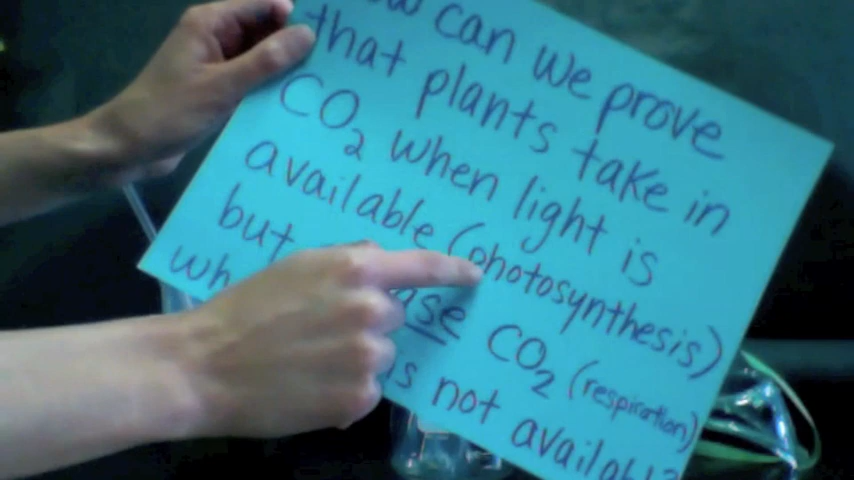 can we prove
that plants take in
CO₂ when light is
available (photosynthesis)
but CO₂ (respiration)
is not